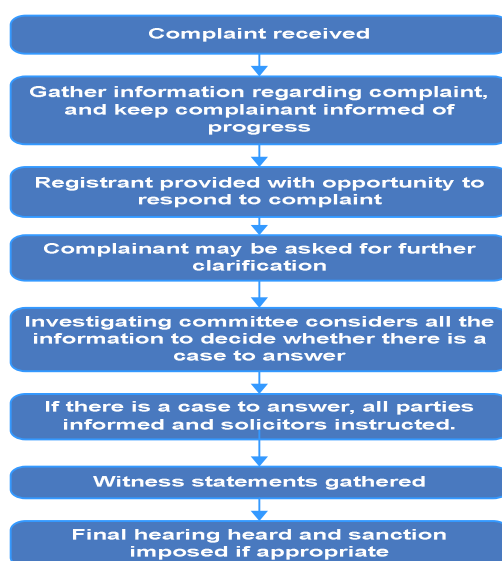 Complaint received
Gather information regarding complaint,
and keep complainant informed of
progress
Registrant provided with opportunity to
respond to complaint
Complainant may be asked for further
clarification
Investigating committee considers all the
information to decide whether there is a
case to answer
If there is a case to answer, all parties
informed and solicitors instructed.
Witness statements gathered
Final hearing heard and sanction
imposed if appropriate